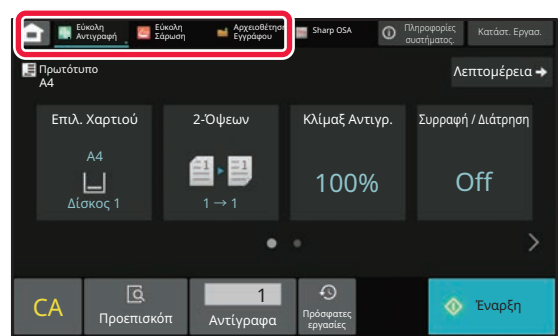 Εύκολη
Αντιγραφή
Εύκολη
Σάρωση
Αρχειοθέτηση
Εγγράφου
Sharp OSA
Πληροφορίες
συστήματος.
Κατάστ. Εργασ.
Πρωτότυπο
A4
Λεπτομέρεια
Επιλ. Χαρτιού
2-Όψεων
Κλίμαξ Αντιγρ.
Συρραφή / Διάτρηση
A4
Δίσκος 1
1 → 1
100%
Off
CA
Προεπισκόπ
1
Αντίγραφα
Πρόσφατες
εργασίες
Έναρξη